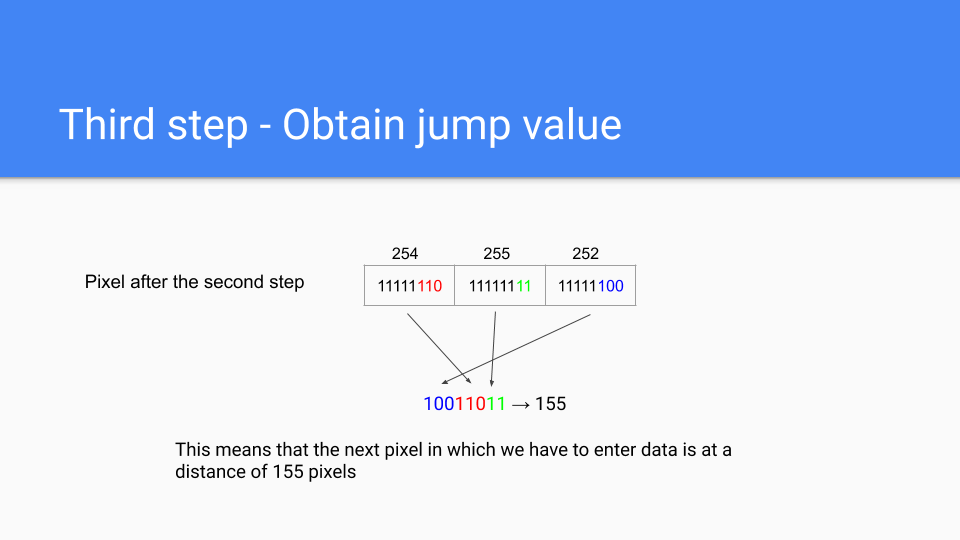 Third step - Obtain jump value
254 255 252
Pixel after the second step
11111110 11111111 11111100
10011011 → 155
This means that the next pixel in which we have to enter data is at a
distance of 155 pixels